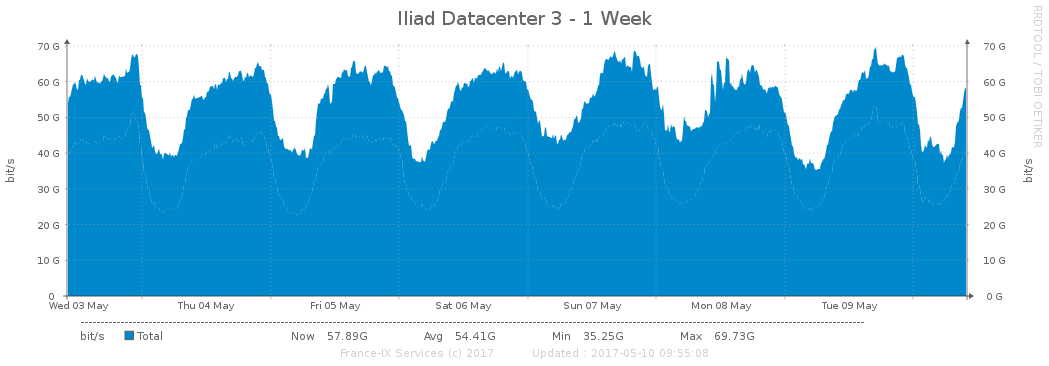 Iliad Datacenter 3 - 1 Week
RRDTOOL / TOBI OETIKER
bit/s
70 G 70 G
60 G 60 G
50 G 50 G
40 G 40 G
30 G 30 G
20 G 20 G
10 G 10 G
0 0 G
bit/s
Wed 03 May Thu 04 May Fri 05 May Sat 06 May Sun 07 May Mon 08 May Tue 09 May
bit/s Total Now 57.89G Avg 54.41G Min 35.25G Max 69.73G
France-IX Services (c) 2017 Updated : 2017-05-10 09:55:08